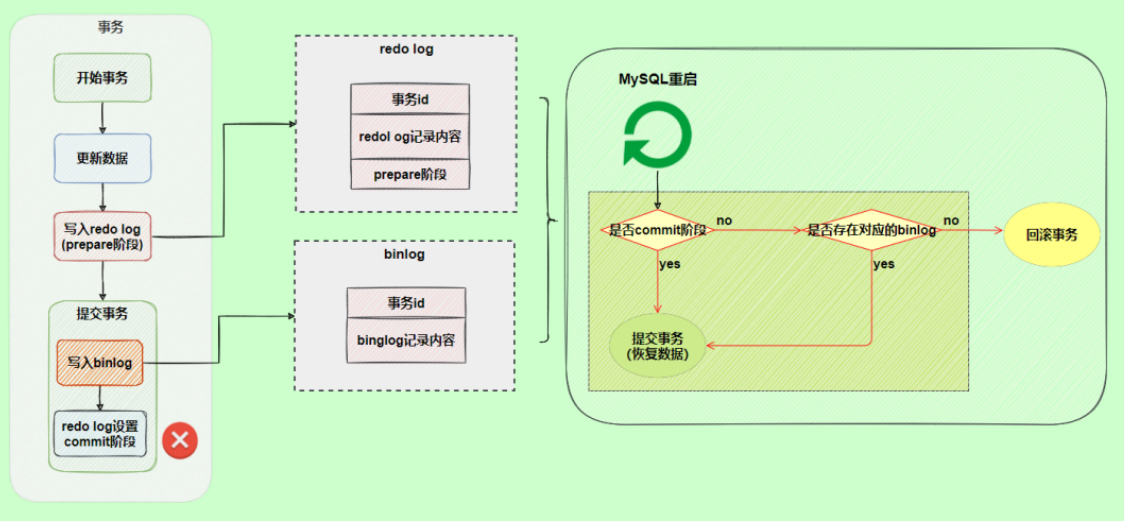 事务
开始事务
更新数据
写入redo log
(prepare阶段)
提交事务
写入binlog
redo log设置
commit阶段
redo log
事务id
redol og记录内容
prepare阶段
binlog
事务id
binglog记录内容
MySQL重启
是否commit阶段
no
是否存在对应的binlog
no
回滚事务
yes
yes
提交事务
(恢复数据)